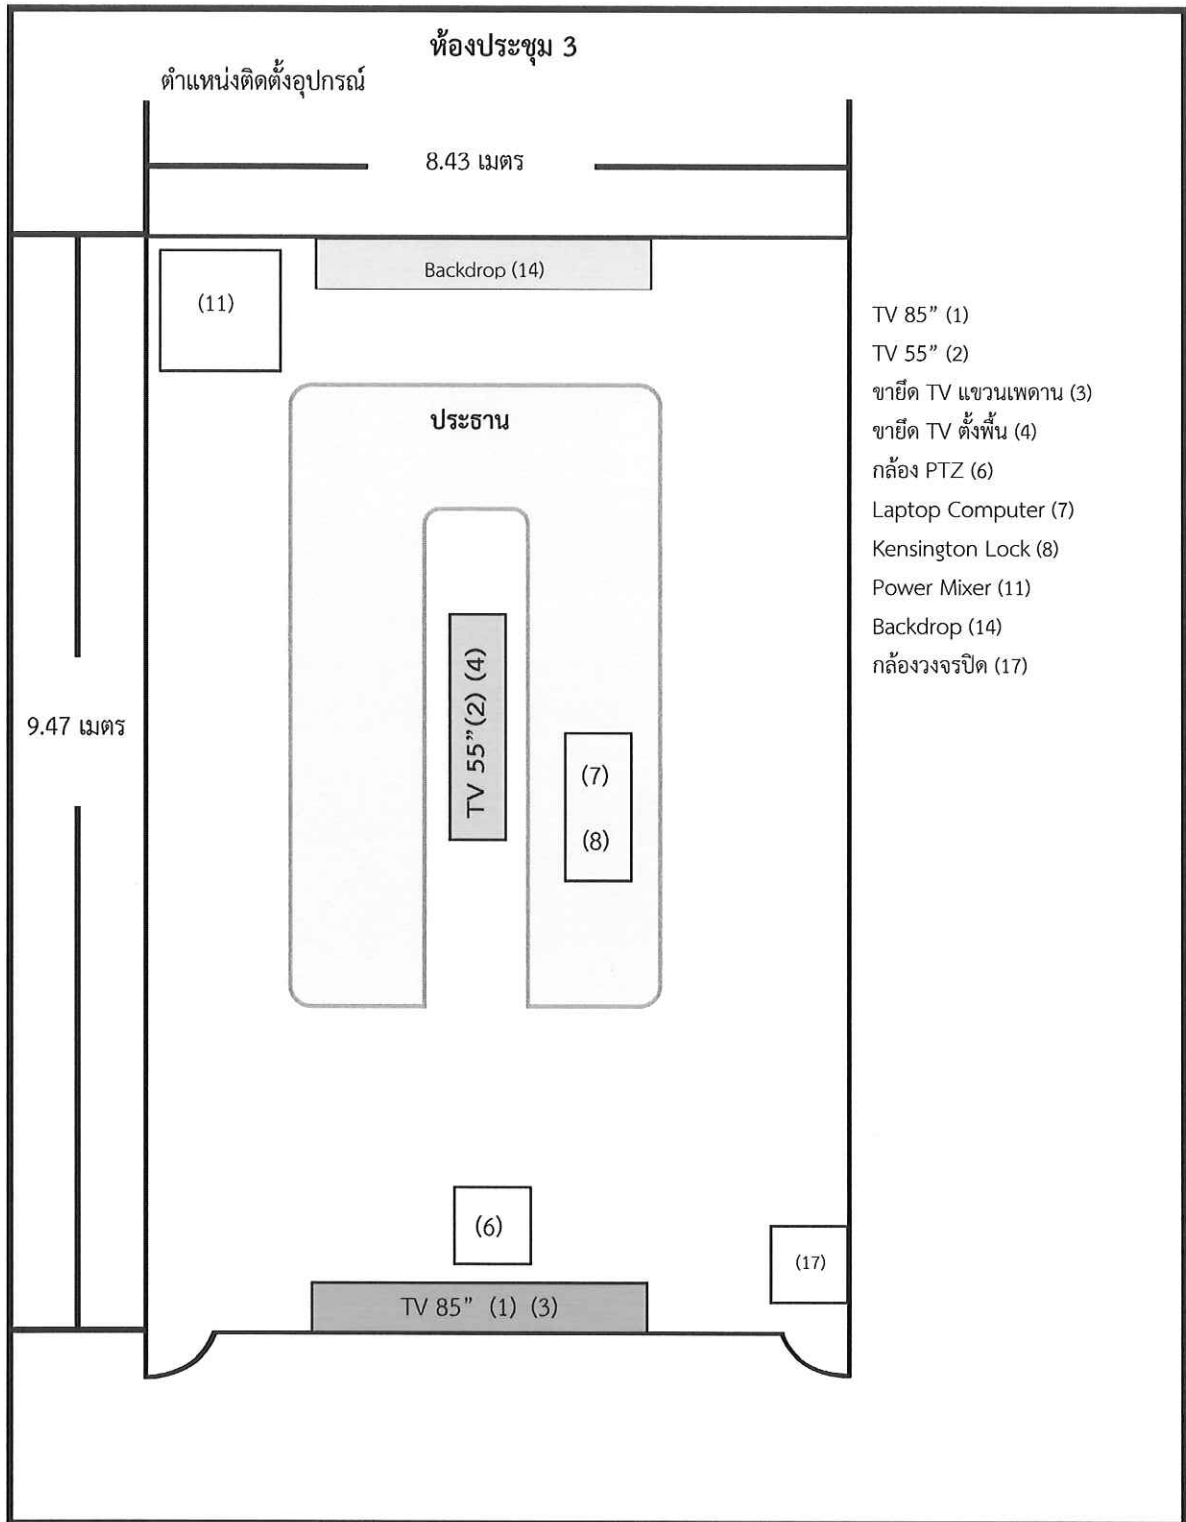 ห้องประชุม 3
ตำแหน่งติดตั้งอุปกรณ์
8.43 เมตร
Backdrop (14)
(11)
ประธาน
TV 55”(2) (4)
(7)
(8)
9.47 เมตร
(6)
(17)
TV 85” (1) (3)
TV 85” (1)
TV 55” (2)
ขายึด TV แขวนเพดาน (3)
ขายึด TV ตั้งพื้น (4)
กล้อง PTZ (6)
Laptop Computer (7)
Kensington Lock (8)
Power Mixer (11)
Backdrop (14)
กล้องวงจรปิด (17)